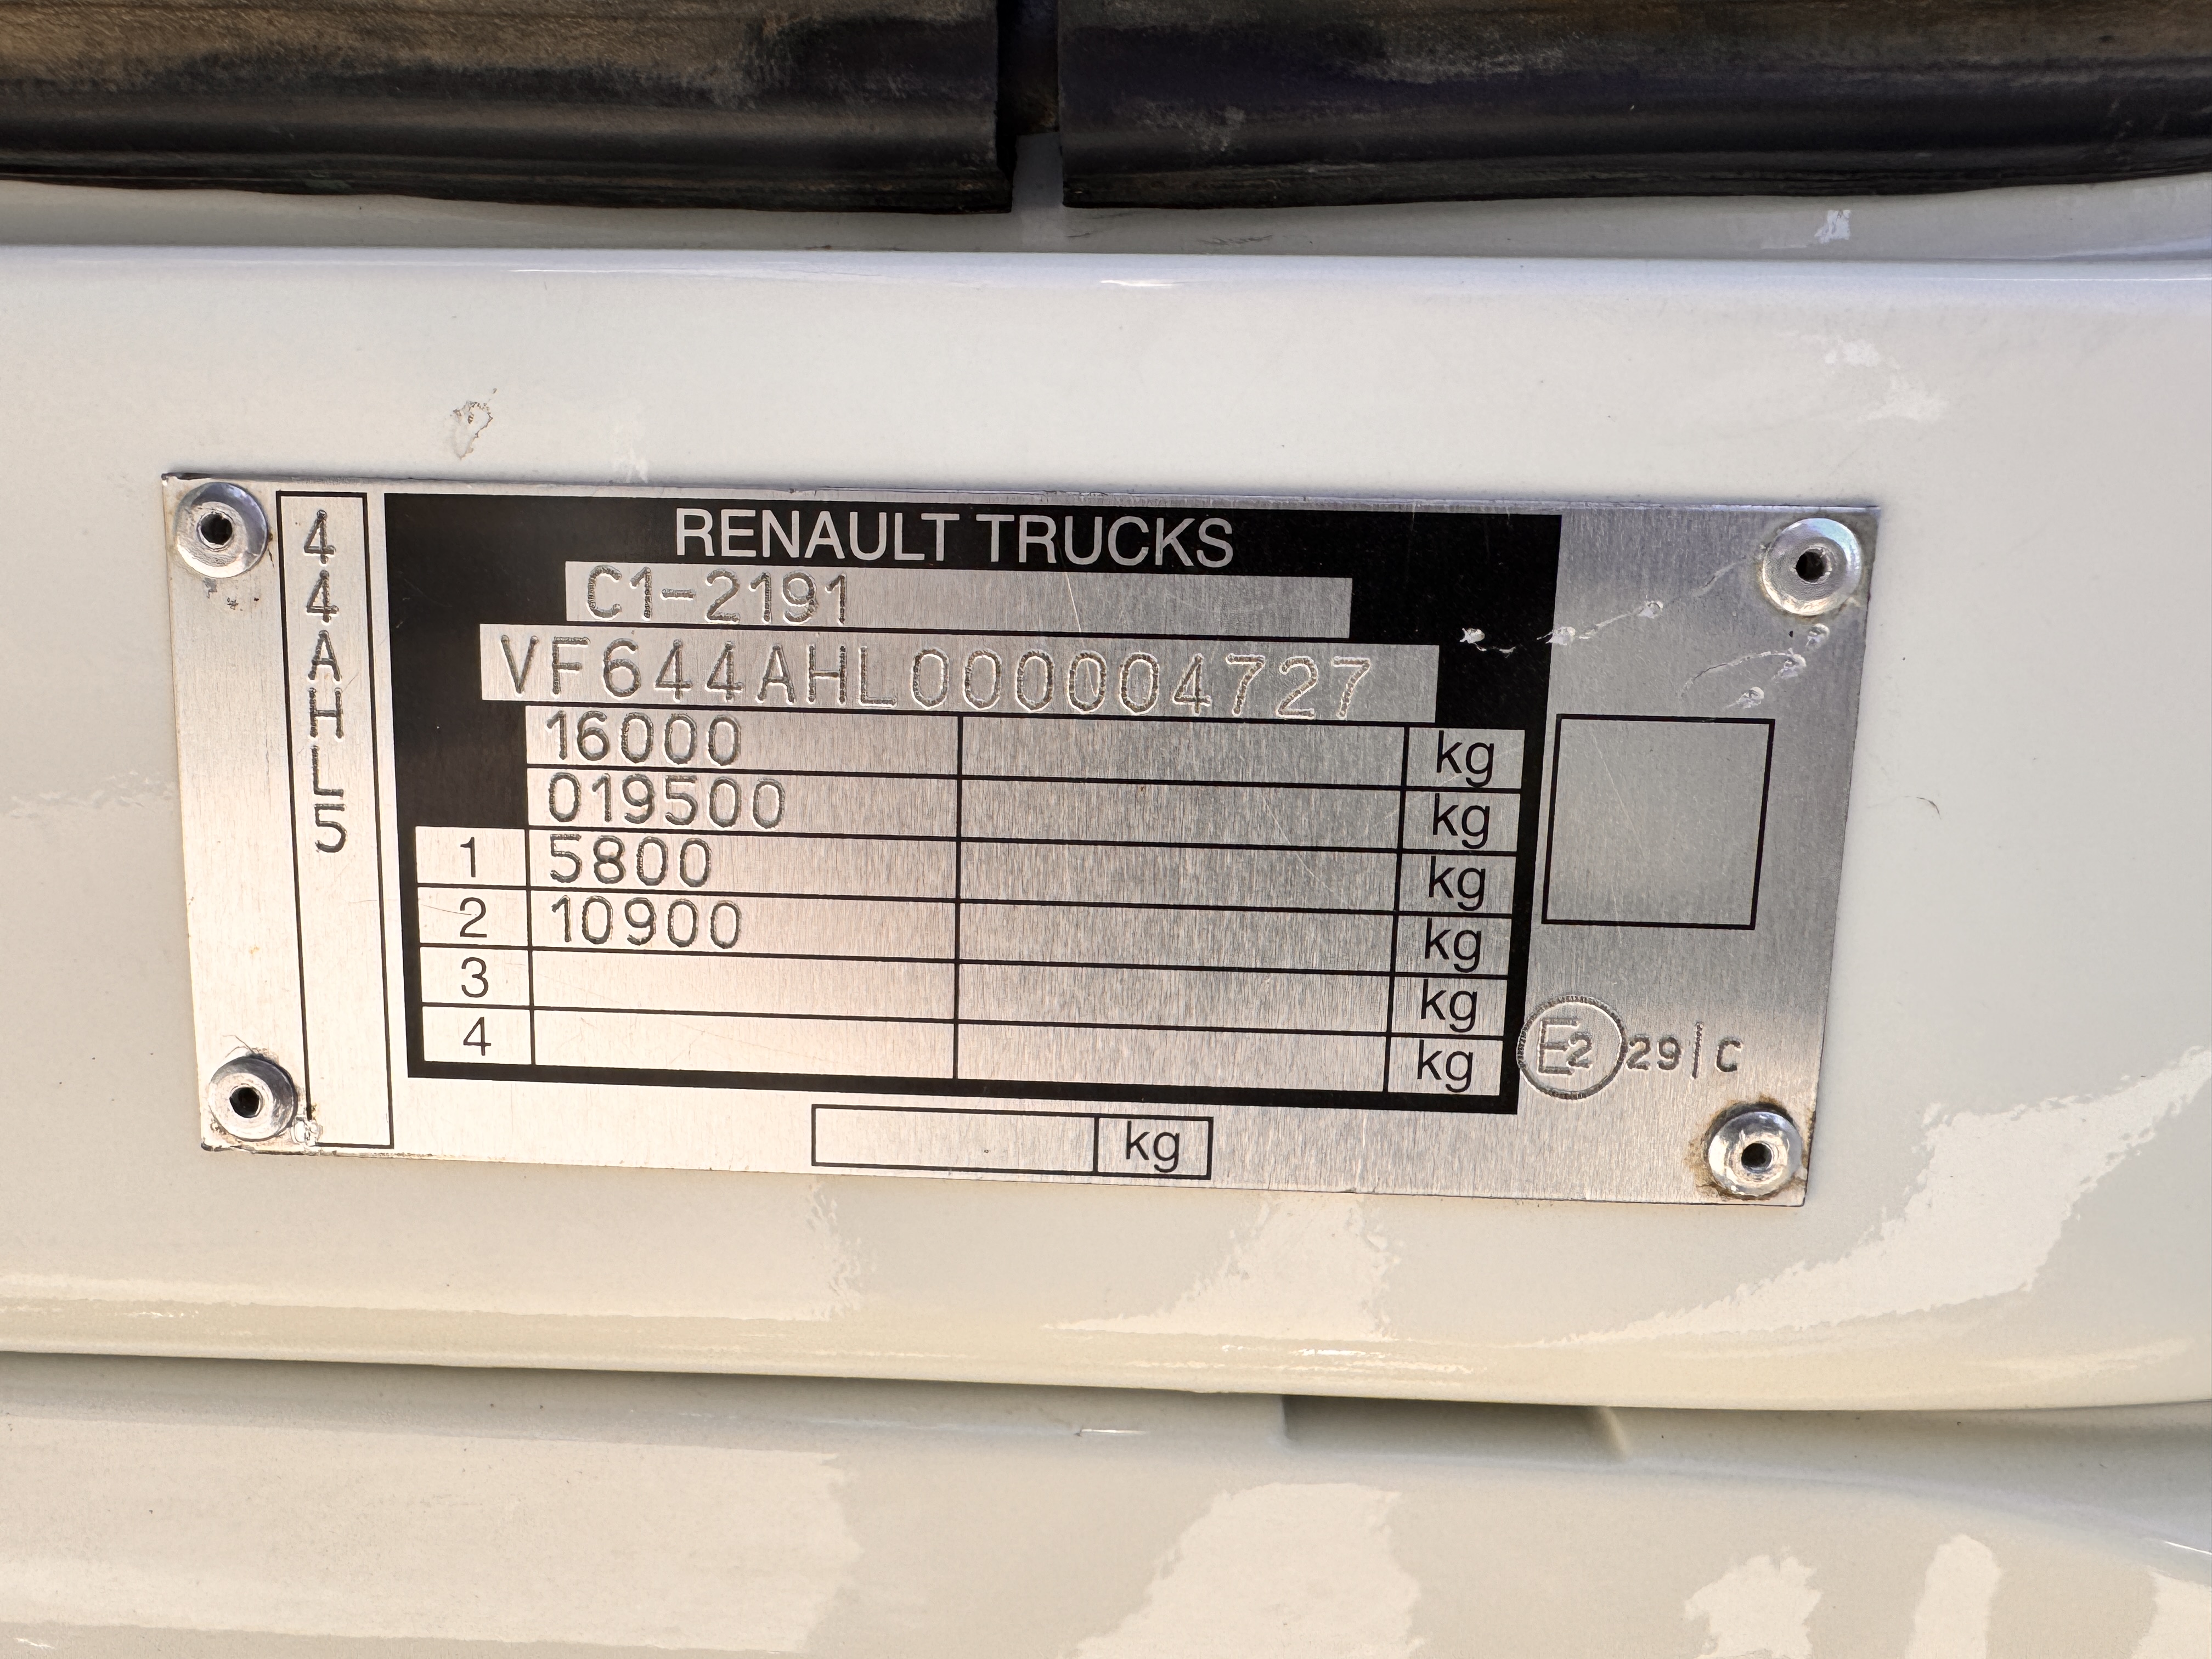 44AHL5
RENAULT TRUCKS
C1-2191
VF644AHL000004727
16000 kg
019500 kg
1 5800 kg
2 10900 kg
3 kg
4 kg
E2 29|C
kg